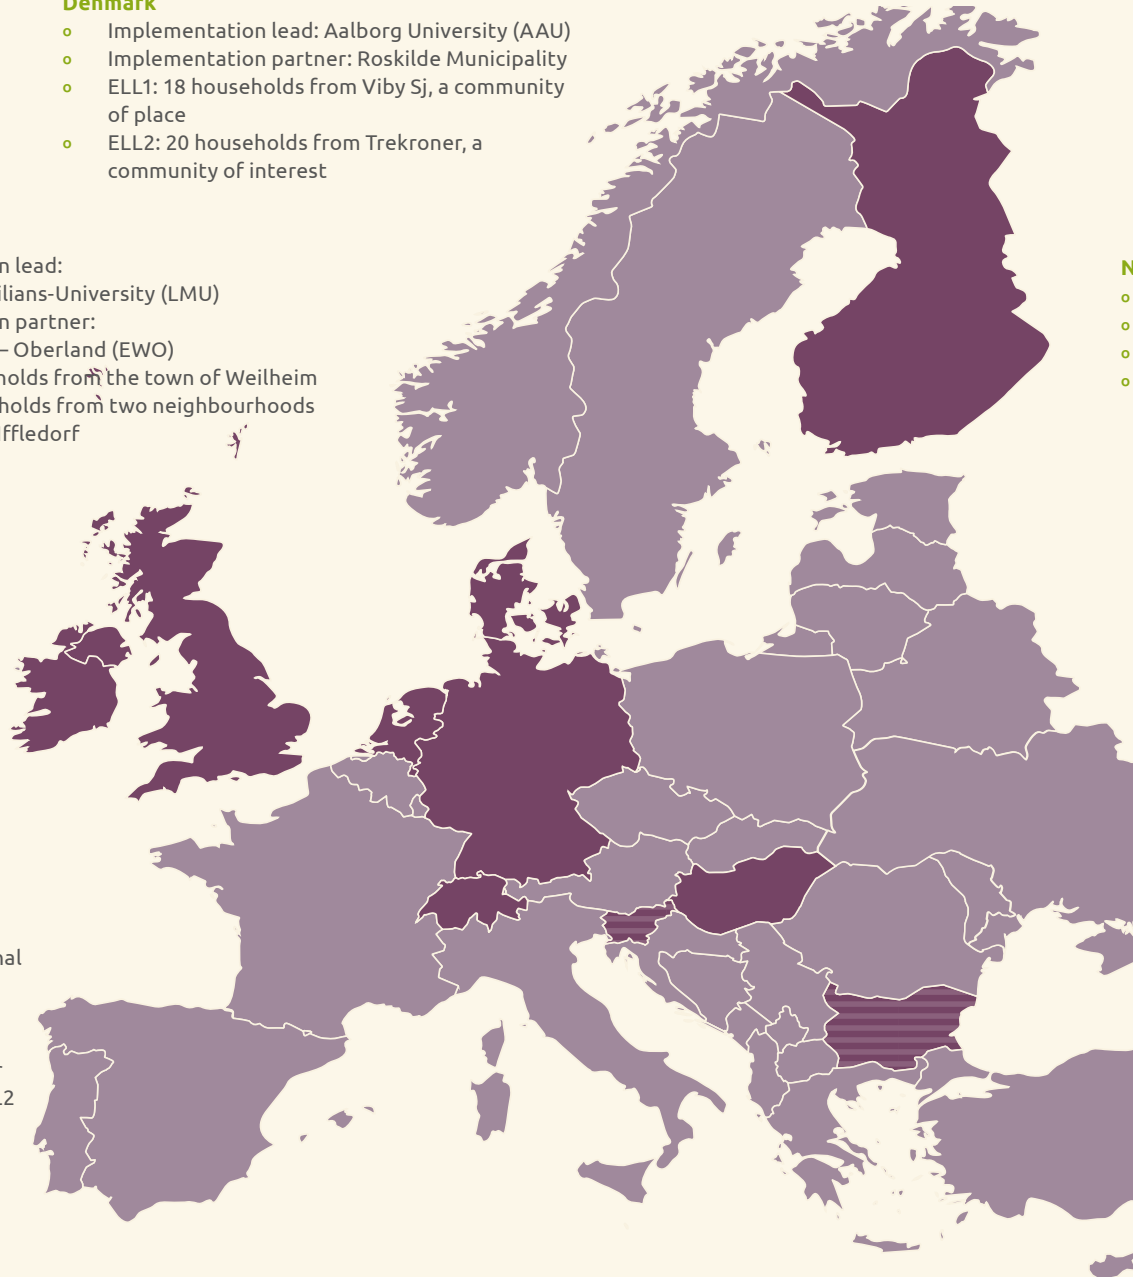 Denmark
o Implementation lead: Aalborg University (AAU)
o Implementation partner: Roskilde Municipality
o ELL1: 18 households from Viby Sj, a community
of place
o ELL2: 20 households from Trekroner, a
community of interest
n lead:
ilians-University (LMU)
n partner:
– Oberland (EWO)
holds from the town of Weilheim
holds from two neighbourhoods
ffledorf
N
o
o
o
o
nal
L2